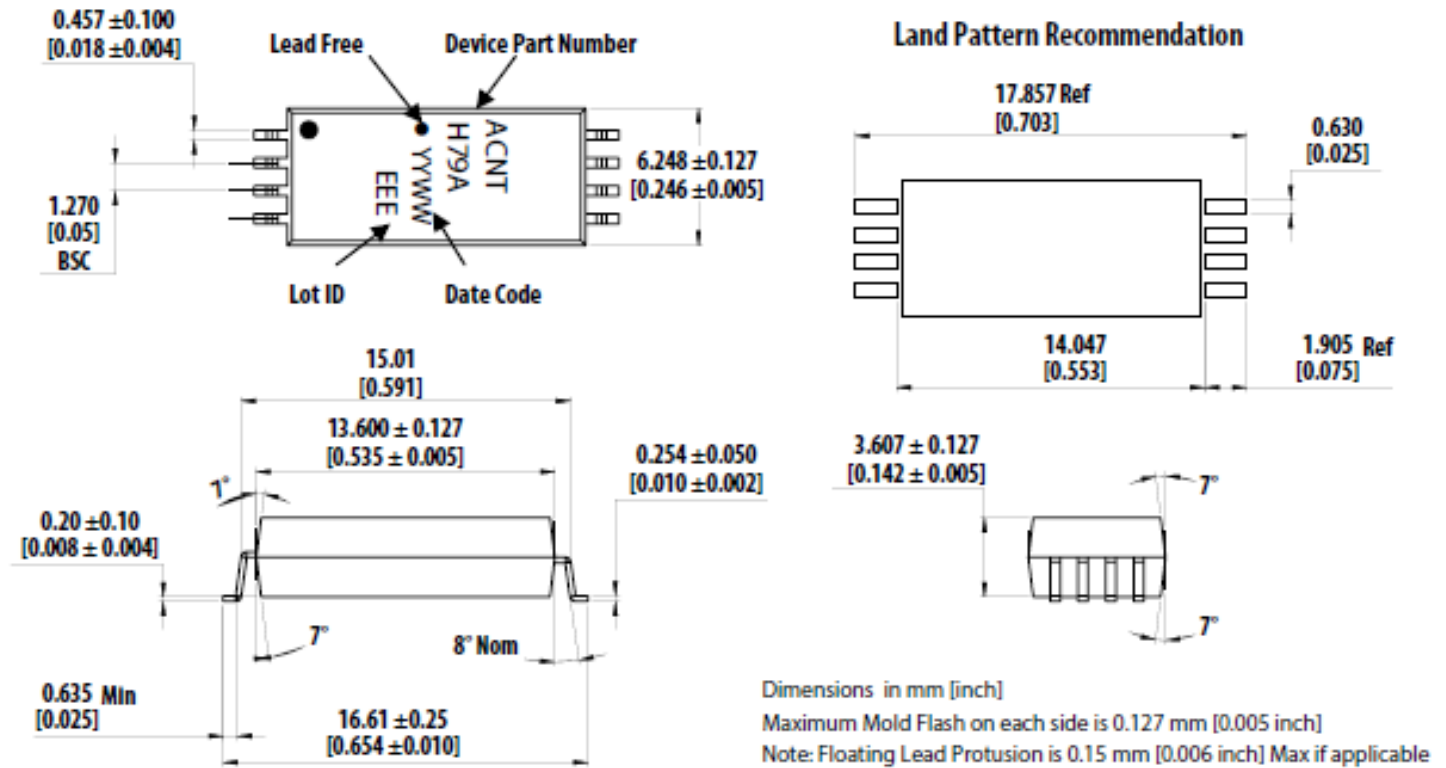 0.457 ±0.100
[0.018 ±0.004]
Lead Free
Device Part Number
ACNT
H79A
YYWW
EEE
6.248 ±0.127
[0.246 ±0.005]
1.270
[0.05]
BSC
Lot ID
Date Code
Land Pattern Recommendation
17.857 Ref
[0.703]
0.630
[0.025]
14.047
[0.553]
1.905 Ref
[0.075]
15.01
[0.591]
13.600 ± 0.127
[0.535 ± 0.005]
0.254 ±0.050
[0.010 ±0.002]
7°
0.20 ±0.10
[0.008 ± 0.004]
7°
8° Nom
0.635 Min
[0.025]
16.61 ±0.25
[0.654 ±0.010]
3.607 ± 0.127
[0.142 ± 0.005]
7°
7°
Dimensions in mm [inch]
Maximum Mold Flash on each side is 0.127 mm [0.005 inch]
Note: Floating Lead Protusion is 0.15 mm [0.006 inch] Max if applicable